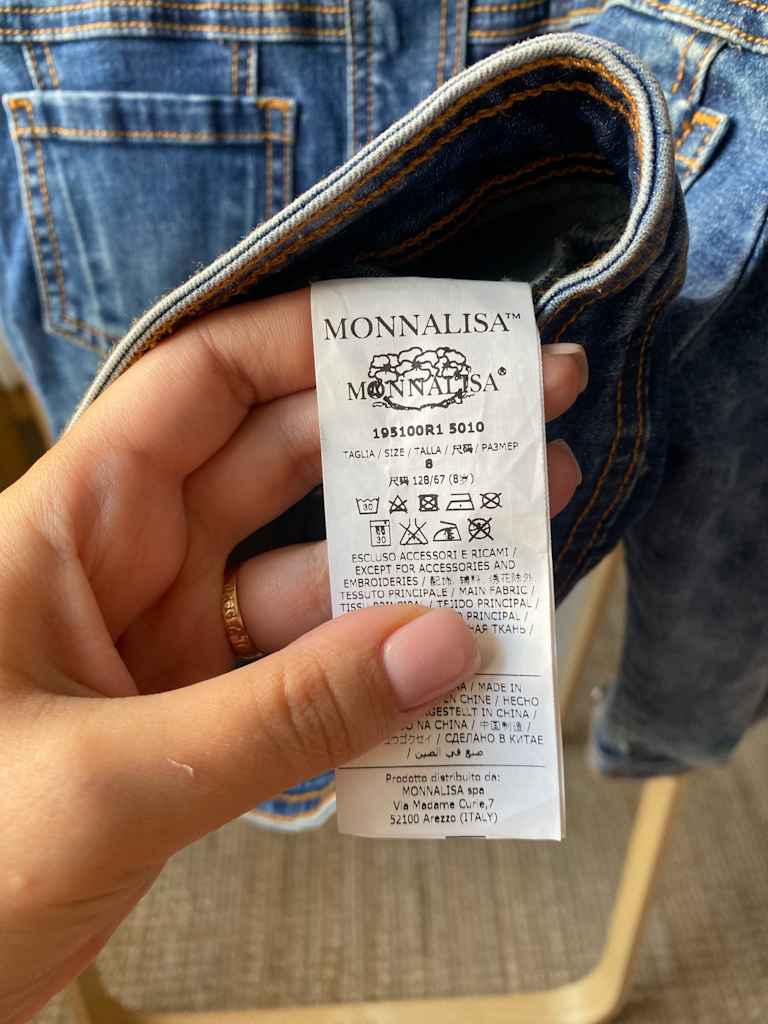 MONNALISA™
MONNALISA®
195100R1 5010
TAGLIA / SIZE / TALLA / 尺码 / РАЗМЕР
8
尺码 128/67 (8岁)
30
30
ESCLUSO ACCESSORI E RICAMI /
EXCEPT FOR ACCESSORIES AND
EMBROIDERIES / 配饰、辅料、绣花除外
TESSUTO PRINCIPALE / MAIN FABRIC /
PRINCIPAL / TEJIDO PRINCIPAL /
PRINCIPAL /
ТКАНЬ /
/ MADE IN
EN CHINE / HECHO
IN CHINA /
NA CHINA / 中国制造 /
СДЕЛАНО В КИТАЕ
/ صنع في الصين
Prodotto distribuito da:
MONNALISA spa
Via Madame Curie,7
52100 Arezzo (ITALY)